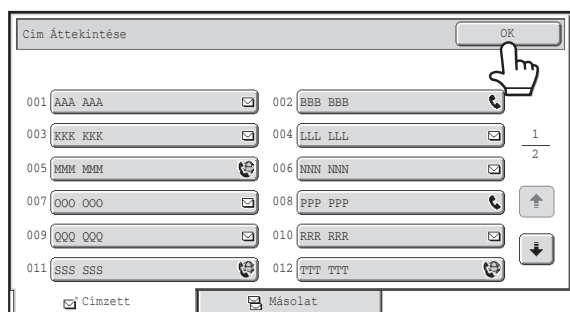 Cím Áttekintése OK
001 AAA AAA 002 BBB BBB
003 KKK KKK 004 LLL LLL 1
005 MMM MMM 006 NNN NNN 2
007 OOO OOO 008 PPP PPP
009 QQQ QQQ 010 RRR RRR
011 SSS SSS 012 TTT TTT
Címzett Másolat